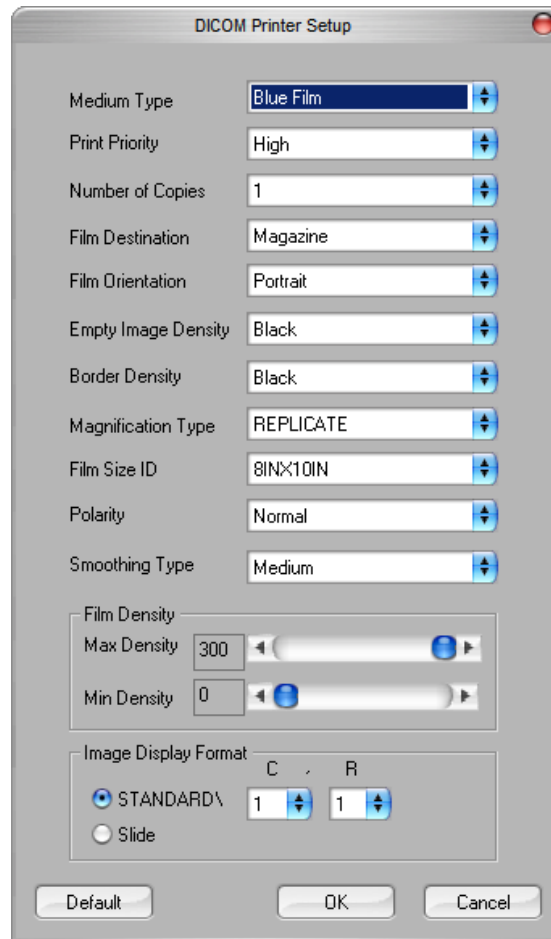 DICOM Printer Setup
Medium Type Blue Film
Print Priority High
Number of Copies 1
Film Destination Magazine
Film Orientation Portrait
Empty Image Density Black
Border Density Black
Magnification Type REPLICATE
Film Size ID 8INX10IN
Polarity Normal
Smoothing Type Medium
Film Density
Max Density 300
Min Density 0
Image Display Format
C , R
STANDARD\ 1 1
Slide
Default OK Cancel